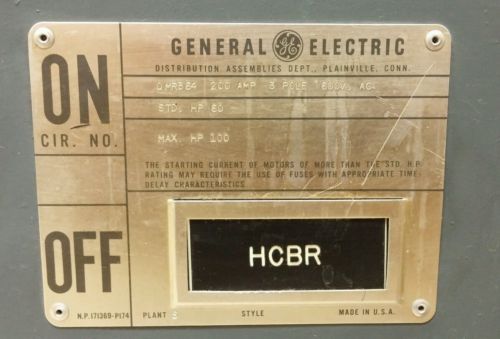 GENERAL GE ELECTRIC
DISTRIBUTION ASSEMBLIES DEPT., PLAINVILLE, CONN.
ON
CIR. NO.
QMR364 200 AMP 3 POLE 600V. AC.
STD. HP 60
MAX. HP 100
THE STARTING CURRENT OF MOTORS OF MORE THAN THE STD. H.P.
RATING MAY REQUIRE THE USE OF FUSES WITH APPROPRIATE TIME-
DELAY CHARACTERISTICS
OFF
HCBR
N.P. 171369-P174
PLANT
STYLE
MADE IN U.S.A.